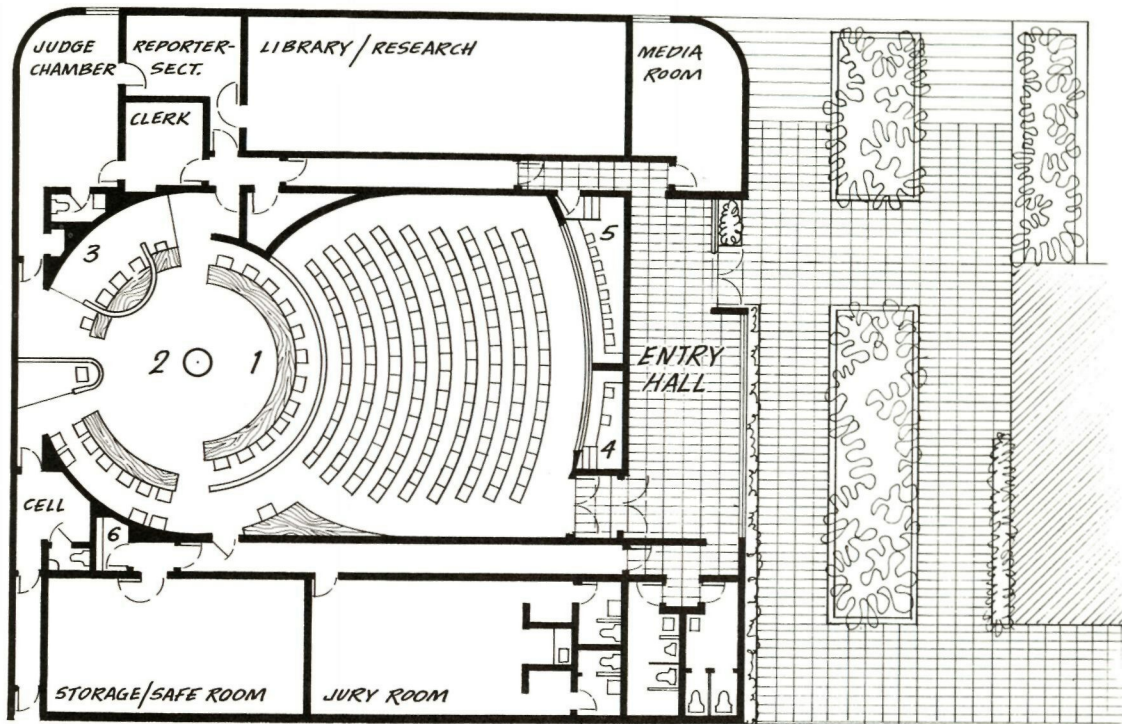 JUDGE
CHAMBER
REPORTER-
SECT.
LIBRARY/RESEARCH
MEDIA
ROOM
CLERK
3
5
2
1
ENTRY
HALL
4
CELL
6
STORAGE/SAFE ROOM
JURY ROOM